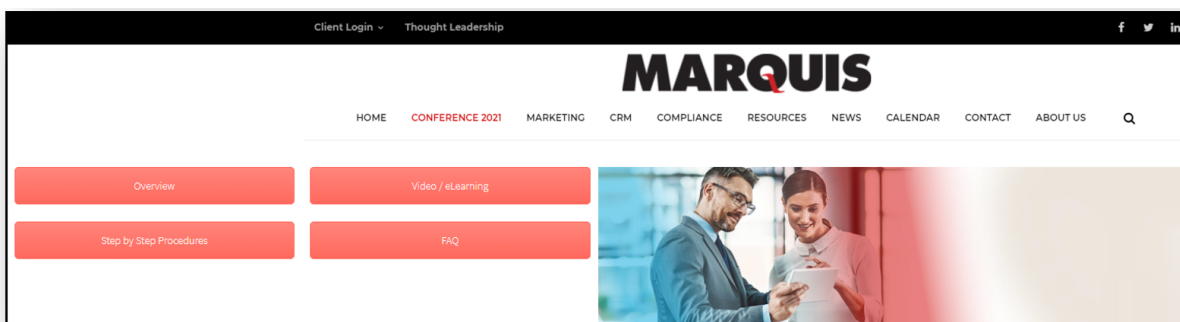 Client Login Thought Leadership
MARQUIS
HOME CONFERENCE 2021 MARKETING CRM COMPLIANCE RESOURCES NEWS CALENDAR CONTACT ABOUT US
Overview Video / eLearning
Step by Step Procedures FAQ